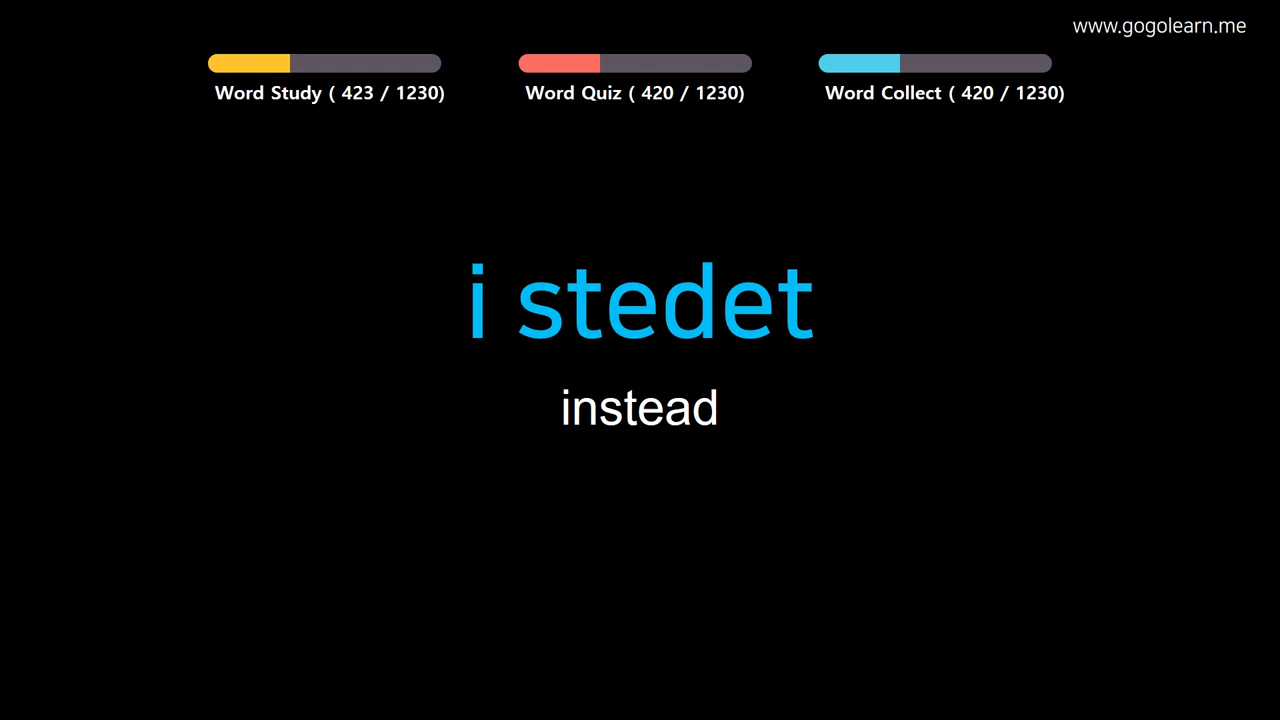 www.gogolearn.me
Word Study ( 423 / 1230)
Word Quiz ( 420 / 1230)
Word Collect ( 420 / 1230)
i stedet
instead